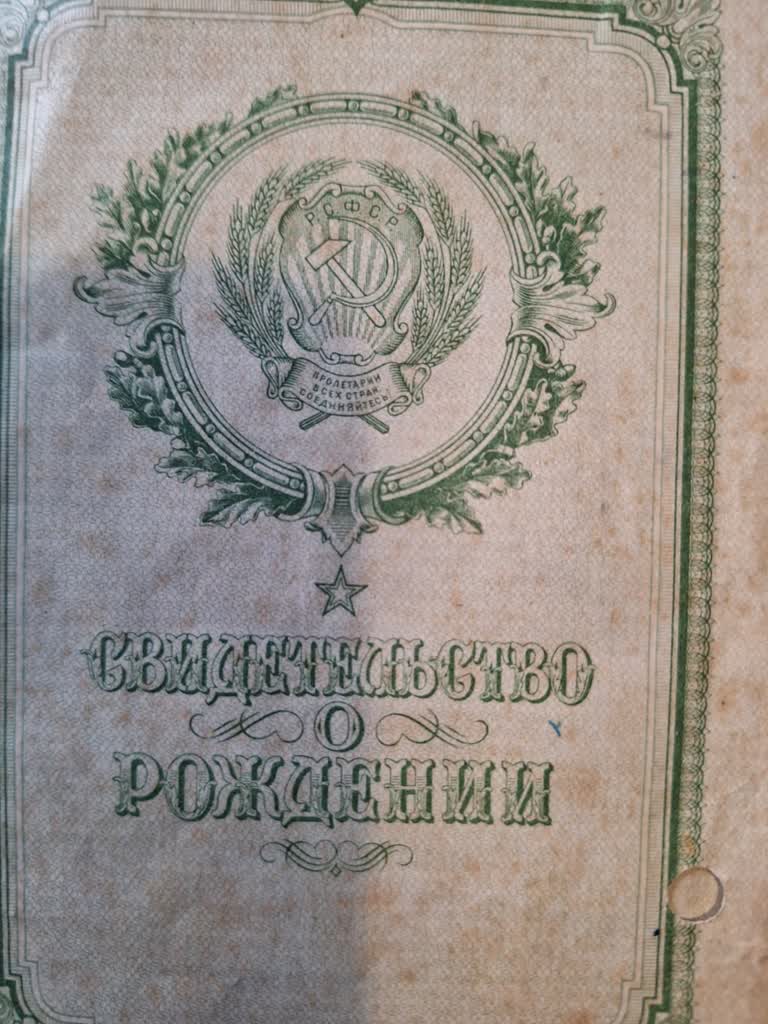 РСФСР
ПРОЛЕТАРИИ
ВСЕХ СТРАН,
СОЕДИНЯЙТЕСЬ!
СВИДЕТЕЛЬСТВО
О
РОЖДЕНИИ